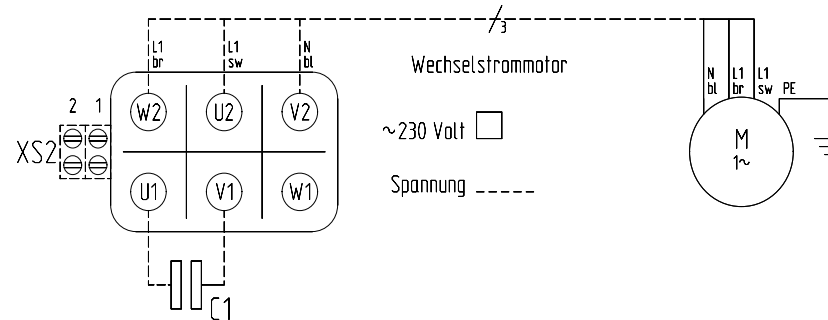 3
L1
br
L1
sw
N
bl
Wechselstrommotor
N
bl
L1
br
L1
sw
PE
2 1
W2 U2 V2
~230 Volt
M
1~
XS2
U1 V1 W1
Spannung
C1